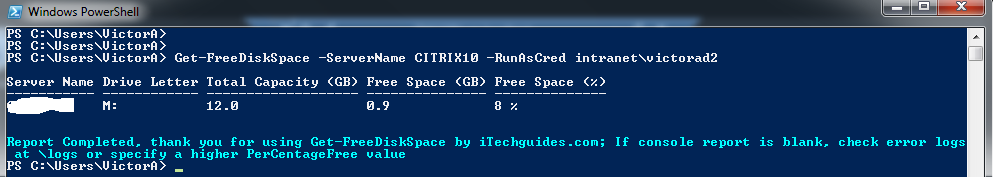 Windows PowerShell
PS C:\Users\VictorA>
PS C:\Users\VictorA>
PS C:\Users\VictorA> Get-FreeDiskSpace -ServerName CITRIX10 -RunAsCred intranet\victorad2
Server Name Drive Letter Total Capacity (GB) Free Space (GB) Free Space (%)
----------- ------------ ------------------- --------------- --------------
M: 12.0 0.9 8 %
Report Completed, thank you for using Get-FreeDiskSpace by iTechguides.com; If console report is blank, check error logs
at \logs or specify a higher PerCentageFree value
PS C:\Users\VictorA> _